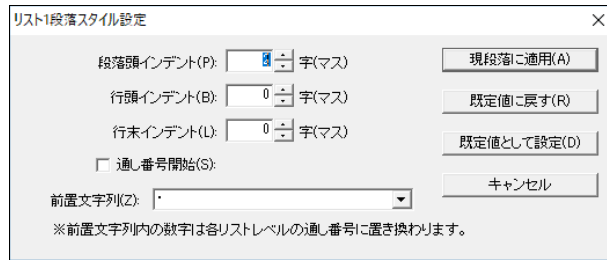 リスト1段落スタイル設定
段落頭インデント(P): 字(マス) 現段落に適用(A)
行頭インデント(B): 0 字(マス) 既定値に戻す(R)
行末インデント(L): 0 字(マス) 既定値として設定(D)
通し番号開始(S):
キャンセル
前置文字列(Z): ・
※前置文字列内の数字は各リストレベルの通し番号に置き換わります。